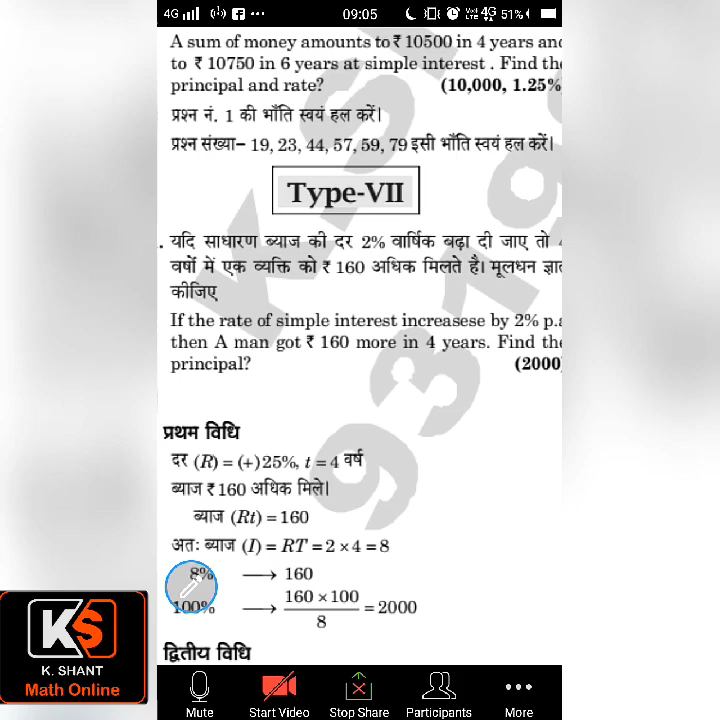 4G 09:05 VoI LTE 4G 51%
A sum of money amounts to ₹ 10500 in 4 years
to ₹ 10750 in 6 years at simple interest . Find
principal and rate? (10,000, 1.25%
प्रश्न नं. 1 की भाँति स्वयं हल करें।
प्रश्न संख्या– 19, 23, 44, 57, 59, 79 इसी भाँति स्वयं हल करें।
Type-VII
. यदि साधारण ब्याज की दर 2% वार्षिक बढ़ा दी जाए तो
वर्षों में एक व्यक्ति को ₹ 160 अधिक मिलते है। मूलधन
कीजिए
If the rate of simple interest increasese by 2%
then A man got ₹ 160 more in 4 years. Find
principal? (2000
प्रथम विधि
दर (R) = (+) 25%, t = 4 वर्ष
ब्याज ₹ 160 अधिक मिले।
ब्याज (Rt) = 160
अतः ब्याज (I) = RT = 2 × 4 = 8
8% ⟶ 160
100% ⟶ 160 × 100 / 8 = 2000
द्वितीय विधि
KS
K. SHANT
Math Online
Mute Start Video Stop Share Participants More